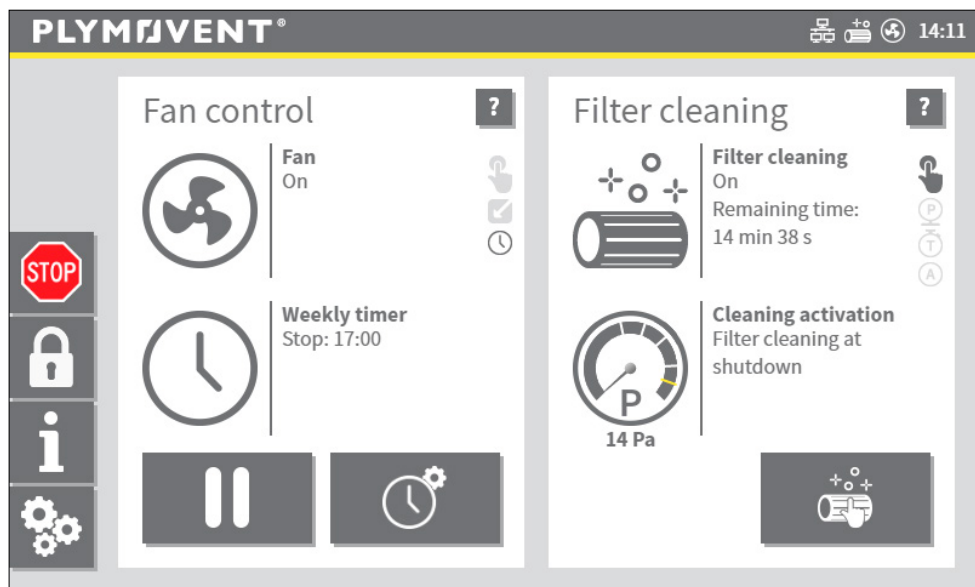 PLYMOVENT®
14:11
Fan control
?
Fan
On
Weekly timer
Stop: 17:00
Filter cleaning
?
Filter cleaning
On
Remaining time:
14 min 38 s
P
T
A
Cleaning activation
Filter cleaning at
shutdown
P
14 Pa
STOP
i